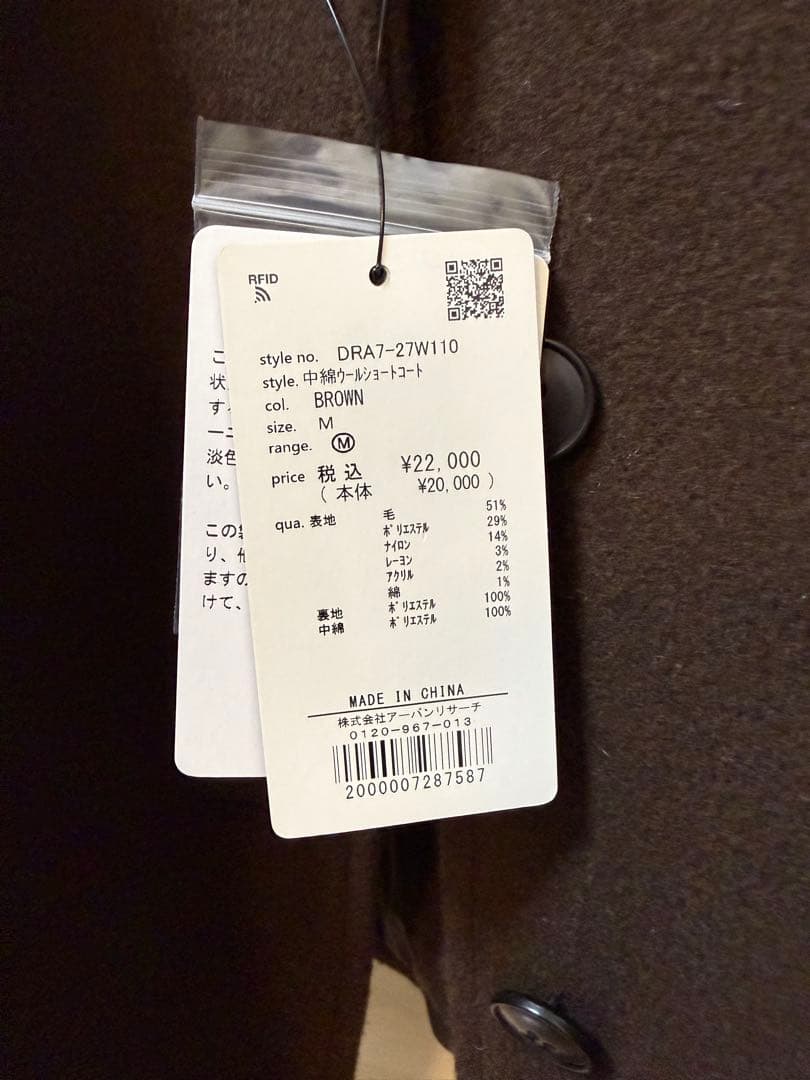 RFID
style no. DRA7-27W110
style. 中綿ウールショートコート
col. BROWN
size. M
range. Ⓜ
price 税込 ¥22,000
( 本体 ¥20,000 )
qua. 表地 毛 51%
ポリエステル 29%
ナイロン 14%
レーヨン 3%
アクリル 2%
綿 1%
裏地 ポリエステル 100%
中綿 ポリエステル 100%
MADE IN CHINA
株式会社アーバンリサーチ
0120-967-013
2000007287587
こ
状
す
ーニ
淡色
い。
この
り、
ますの
けて、